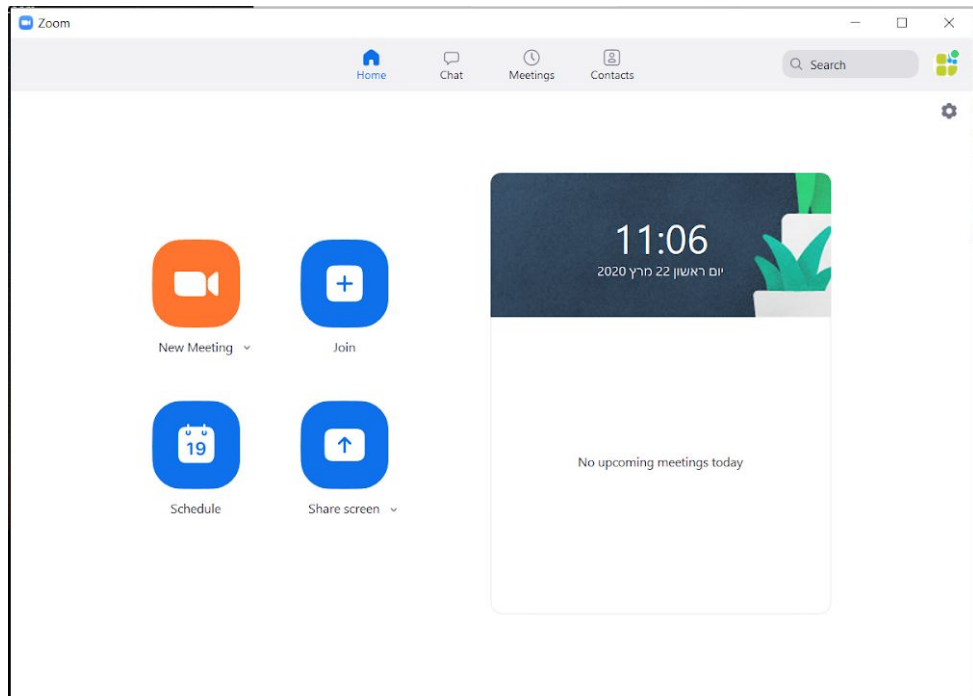 Zoom
Home
Chat
Meetings
Contacts
Search
11:06
יום ראשון 22 מרץ 2020
New Meeting
Join
19
Schedule
Share screen
No upcoming meetings today